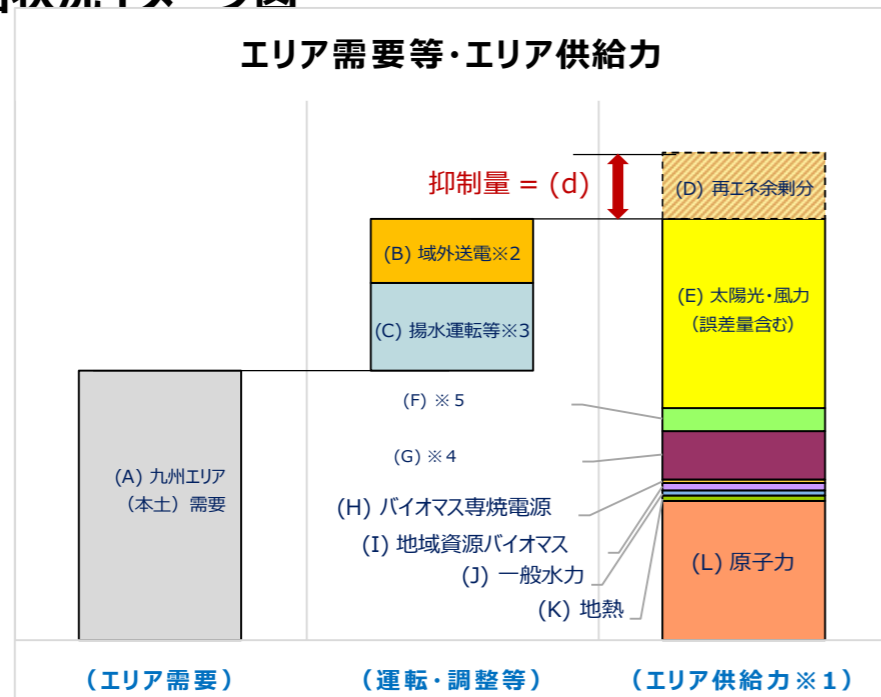 エリア需要等・エリア供給力
抑制量 = (d)
(D) 再エネ余剰分
(B) 域外送電※2
(E) 太陽光・風力
（誤差量含む）
(C) 揚水運転等※3
(F) ※5
(G) ※4
(A) 九州エリア
（本土）需要
(H) バイオマス専焼電源
(I) 地域資源バイオマス
(J) 一般水力
(K) 地熱
(L) 原子力
（エリア需要）
（運転・調整等）
（エリア供給力※1）